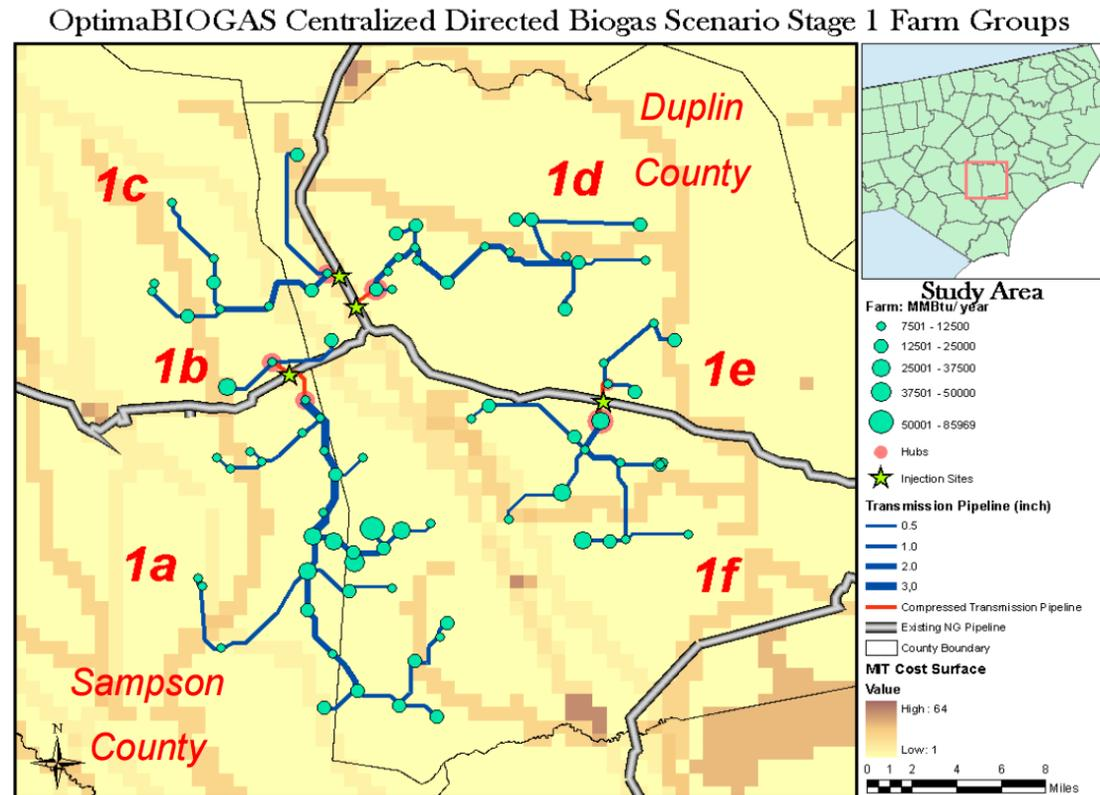 OptimaBIOGAS Centralized Directed Biogas Scenario Stage 1 Farm Groups
Duplin
County
1c
1d
1b
1e
1a
1f
Sampson
County
N
Study Area
Farm: MMBtu/year
7501 - 12500
12501 - 25000
25001 - 37500
37501 - 50000
50001 - 85969
Hubs
Injection Sites
Transmission Pipeline (inch)
0.5
1.0
2.0
3,0
Compressed Transmission Pipeline
Existing NG Pipeline
County Boundary
MIT Cost Surface
Value
High : 64
Low: 1
0 1 2 4 6 8
Miles